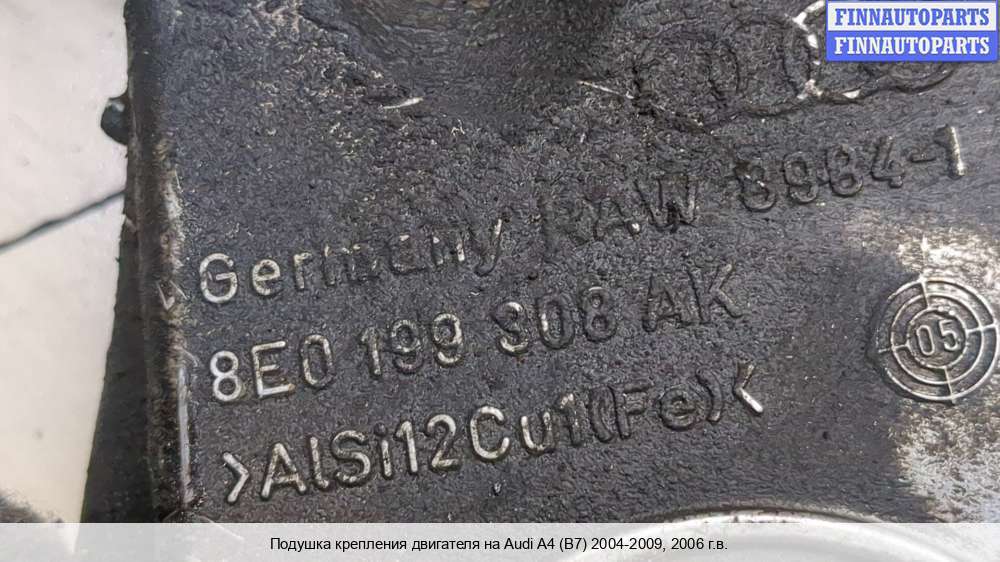 FINNAUTOPARTS
FINNAUTOPARTS
Germany RAW 8984-1
8E0 199 308 AK
>AlSi12Cu1(Fe)<
05
Подушка крепления двигателя на Audi A4 (B7) 2004-2009, 2006 г.в.